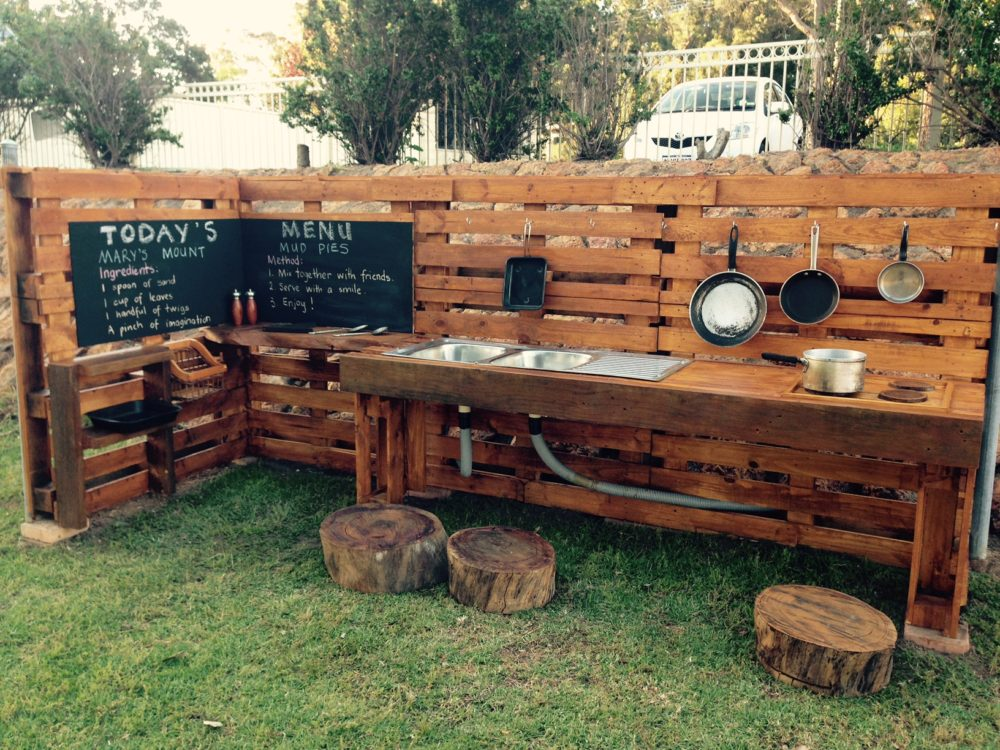 TODAY'S
MARY'S MOUNT
Ingredients:
1 spoon of sand
1 cup of leaves
1 handful of twigs
A pinch of imagination
MENU
MUD PIES
Method:
1. Mix together with friends.
2. Serve with a smile.
3. Enjoy!